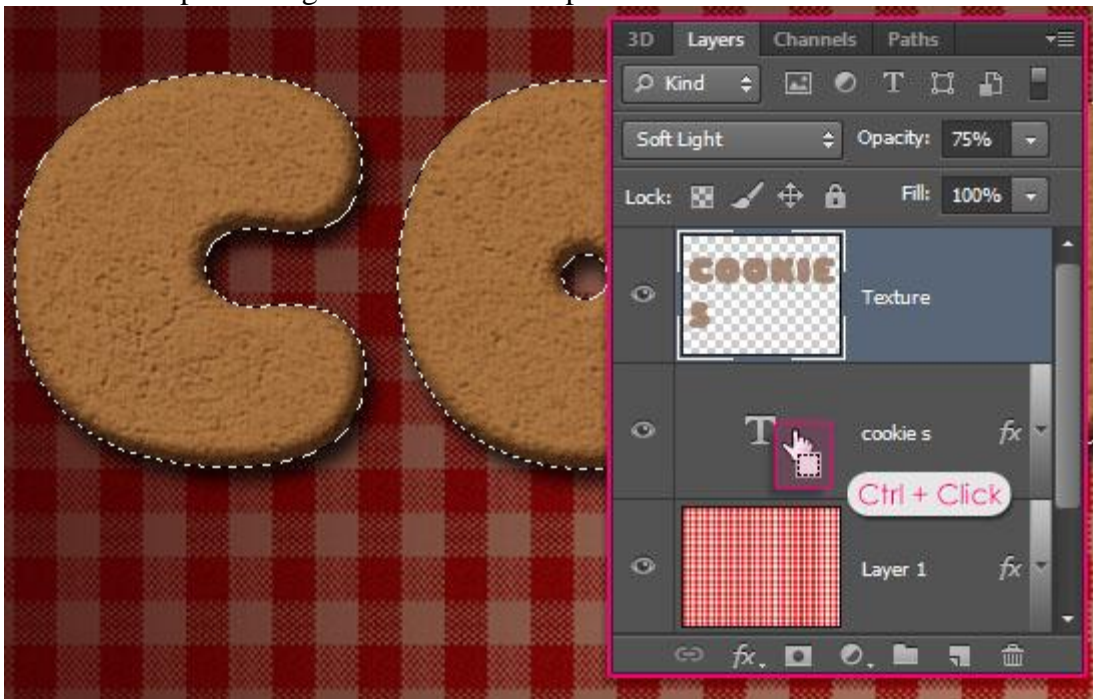 3D Layers Channels Paths
Kind T
Soft Light Opacity: 75%
Lock: Fill: 100%
COOKIE
S
Texture
T cookie s fx
Ctrl + Click
Layer 1 fx
fx